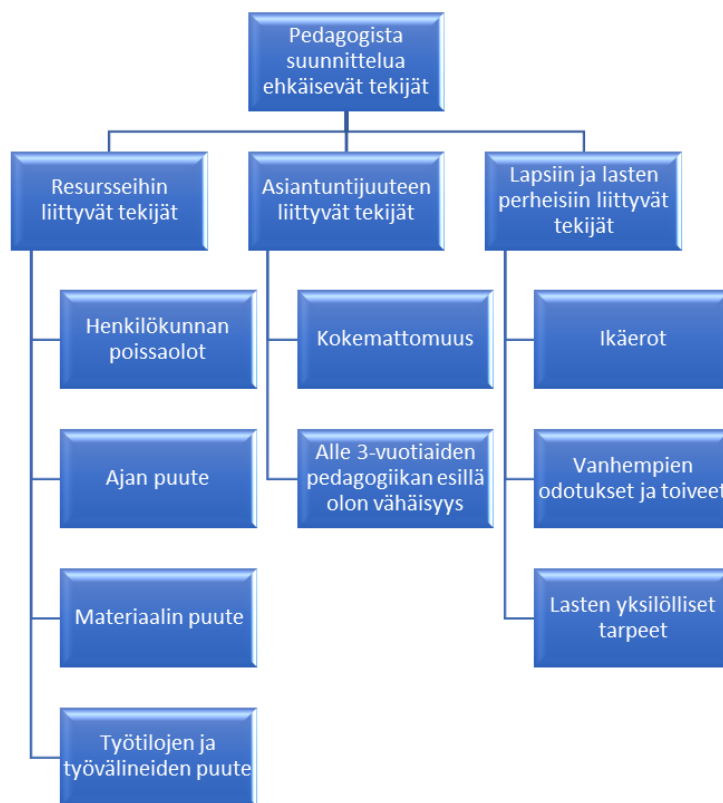 Pedagogista
suunnittelua
ehkäisevät tekijät
Resursseihin
liittyvät tekijät
Henkilökunnan
poissaolot
Ajan puute
Materiaalin puute
Työtilojen ja
työvälineiden puute
Asiantuntijuuteen
liittyvät tekijät
Kokemattomuus
Alle 3-vuotiaiden
pedagogiikan esillä
olon vähäisyys
Lapsiin ja lasten
perheisiin liittyvät
tekijät
Ikäerot
Vanhempien
odotukset ja toiveet
Lasten yksilölliset
tarpeet